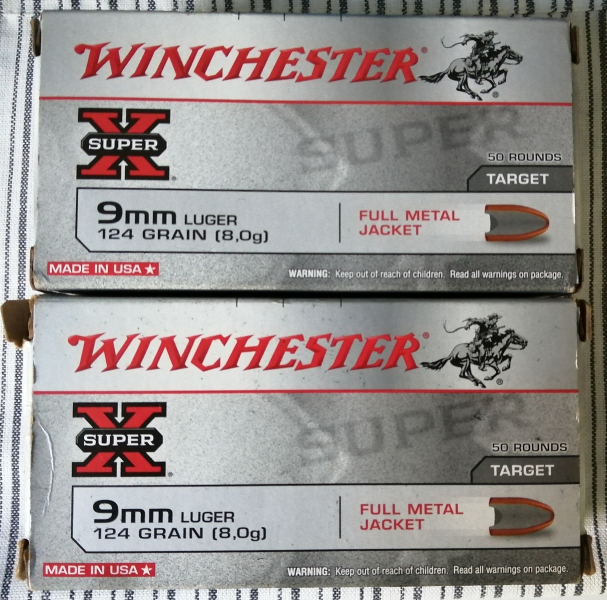 WINCHESTER®
X
SUPER
SUPER
50 ROUNDS
TARGET
9mm LUGER
124 GRAIN (8,0g)
FULL METAL
JACKET
MADE IN USA
WARNING: Keep out of reach of children. Read all warnings on package.
WINCHESTER®
X
SUPER
SUPER
50 ROUNDS
TARGET
9mm LUGER
124 GRAIN (8,0g)
FULL METAL
JACKET
MADE IN USA
WARNING: Keep out of reach of children. Read all warnings on package.